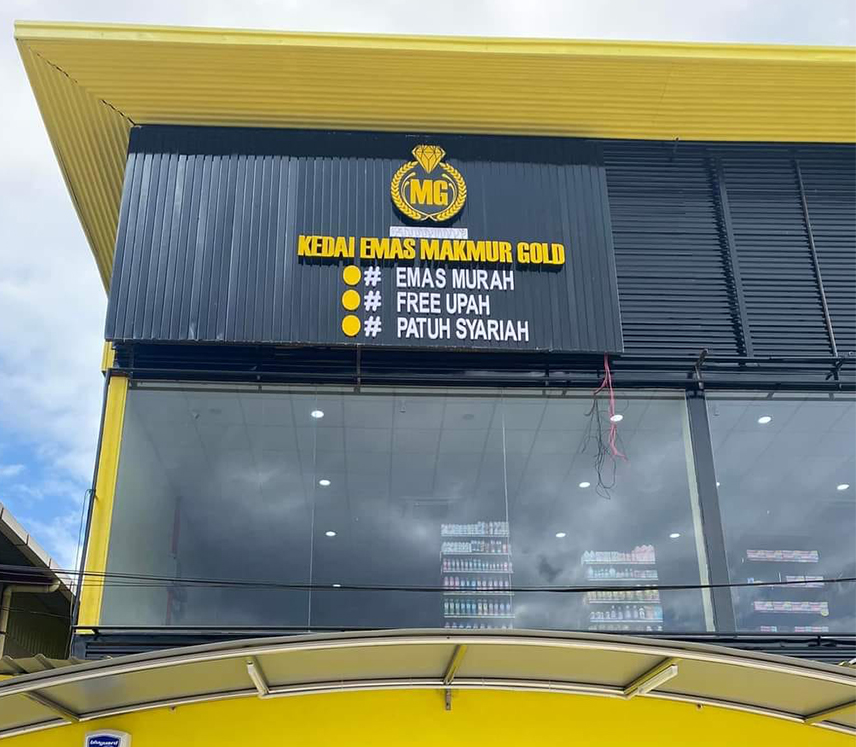 MG
KEDAI EMAS MAKMUR GOLD
# EMAS MURAH
# FREE UPAH
# PATUH SYARIAH